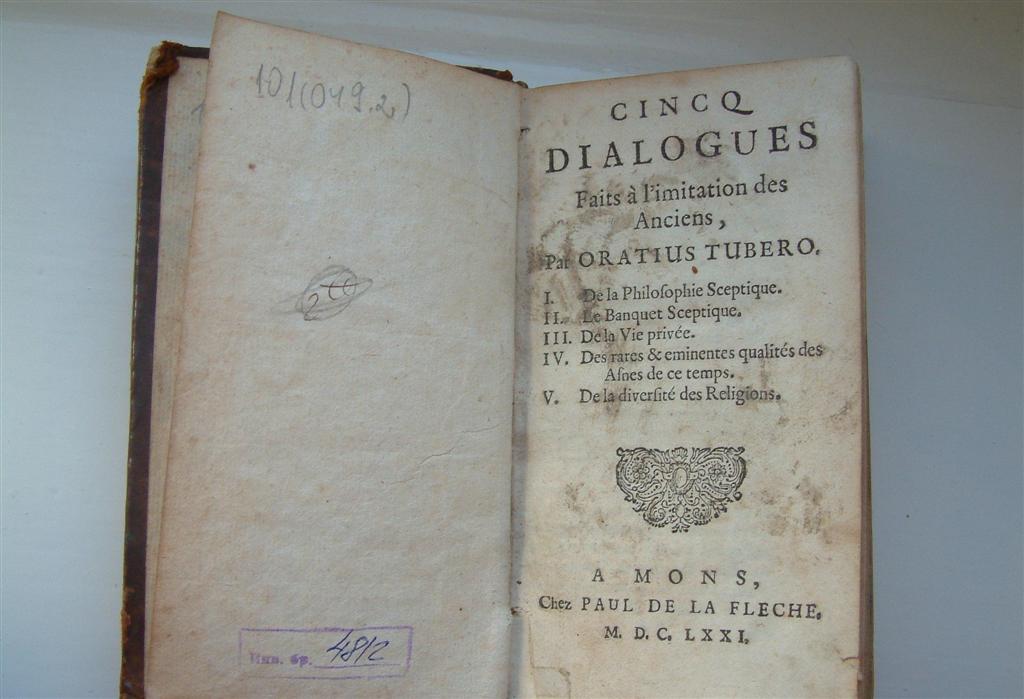 101(049.2)
Инв. бр. 4812
CINCQ
DIALOGUES
Faits à l'imitation des
Anciens,
Par ORATIUS TUBERO.
I. De la Philoſophie Sceptique.
II. Le Banquet Sceptique.
III. De la Vie privée.
IV. Des rares & eminentes qualités des
Aſnes de ce temps.
V. De la diverſité des Religions.
A MONS,
Chez PAUL DE LA FLECHE.
M. D. C. LXXI.